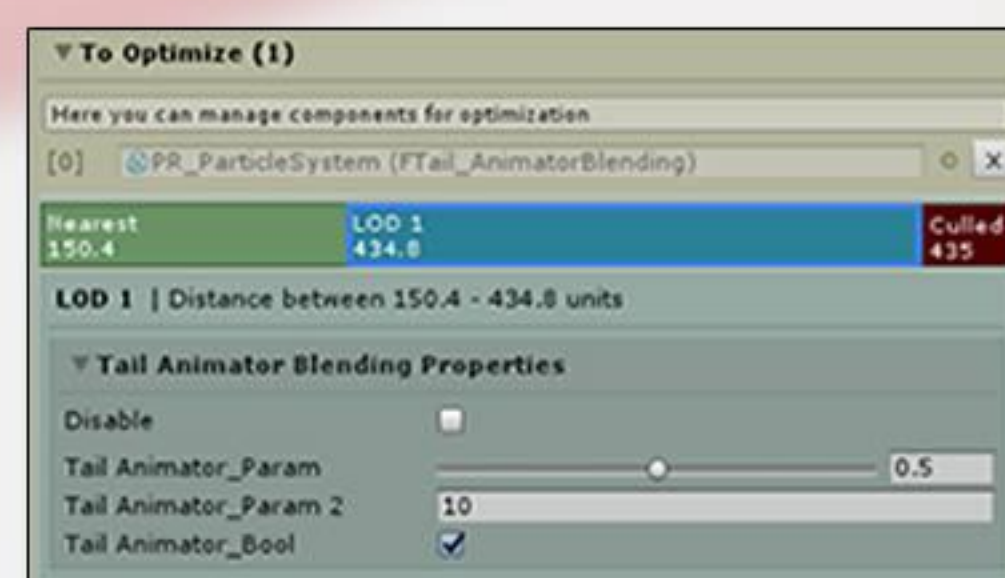 ▼ To Optimize (1)
Here you can manage components for optimization
[0] PR_ParticleSystem (FTail_AnimatorBlending) X
Nearest LOD 1 Culled
150.4 434.8 435
LOD 1 | Distance between 150.4 - 434.8 units
▼ Tail Animator Blending Properties
Disable
Tail Animator_Param 0.5
Tail Animator_Param 2 10
Tail Animator_Bool